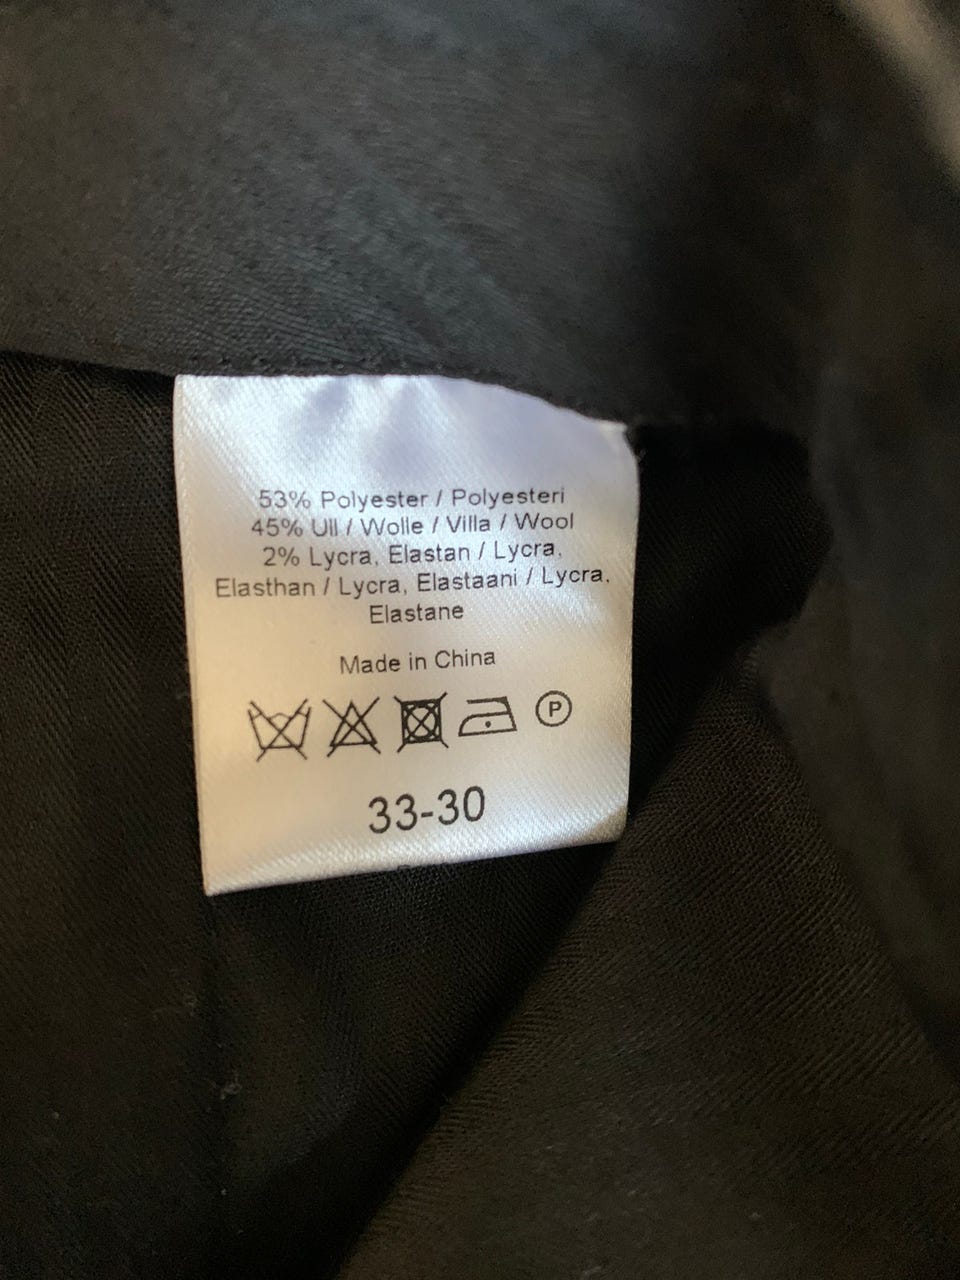 53% Polyester / Polyesteri
45% Ull / Wolle / Villa / Wool
2% Lycra, Elastan / Lycra,
Elasthan / Lycra, Elastaani / Lycra,
Elastane
Made in China
P
33-30